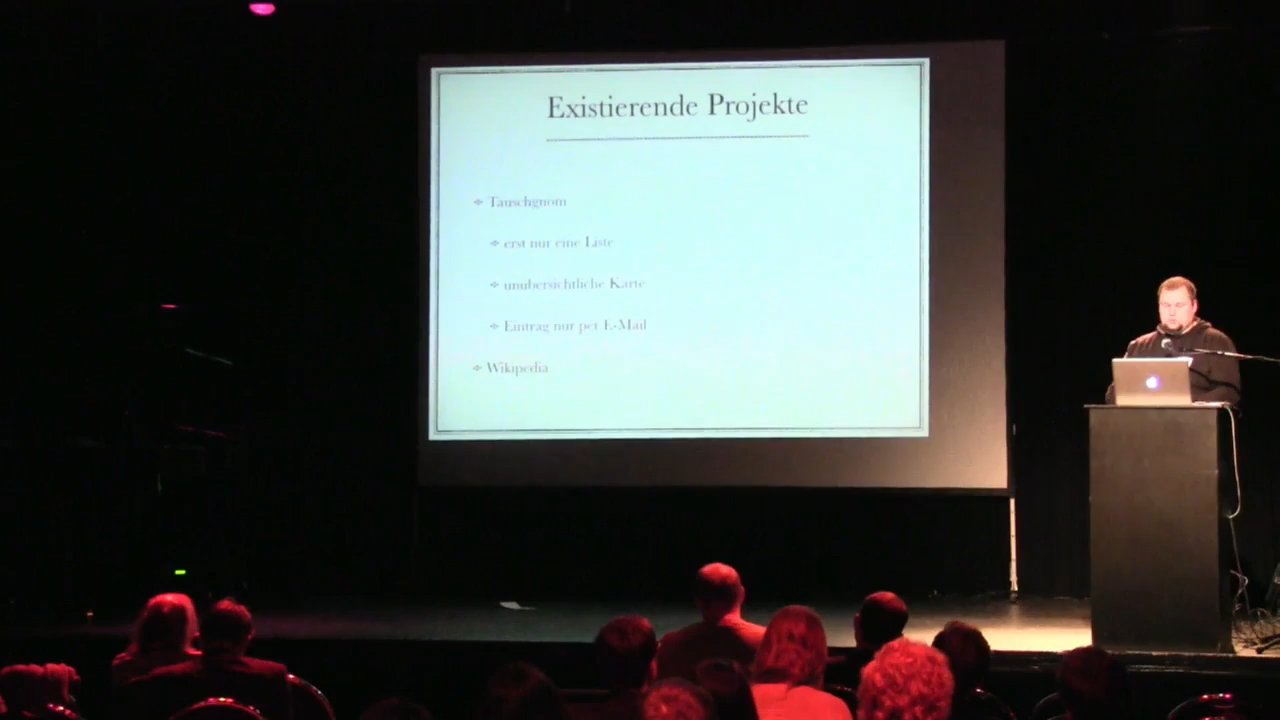 Existierende Projekte
Tauschgnom
erst nur eine Liste
unübersichtliche Karte
Eintrag nur per E-Mail
Wikipedia